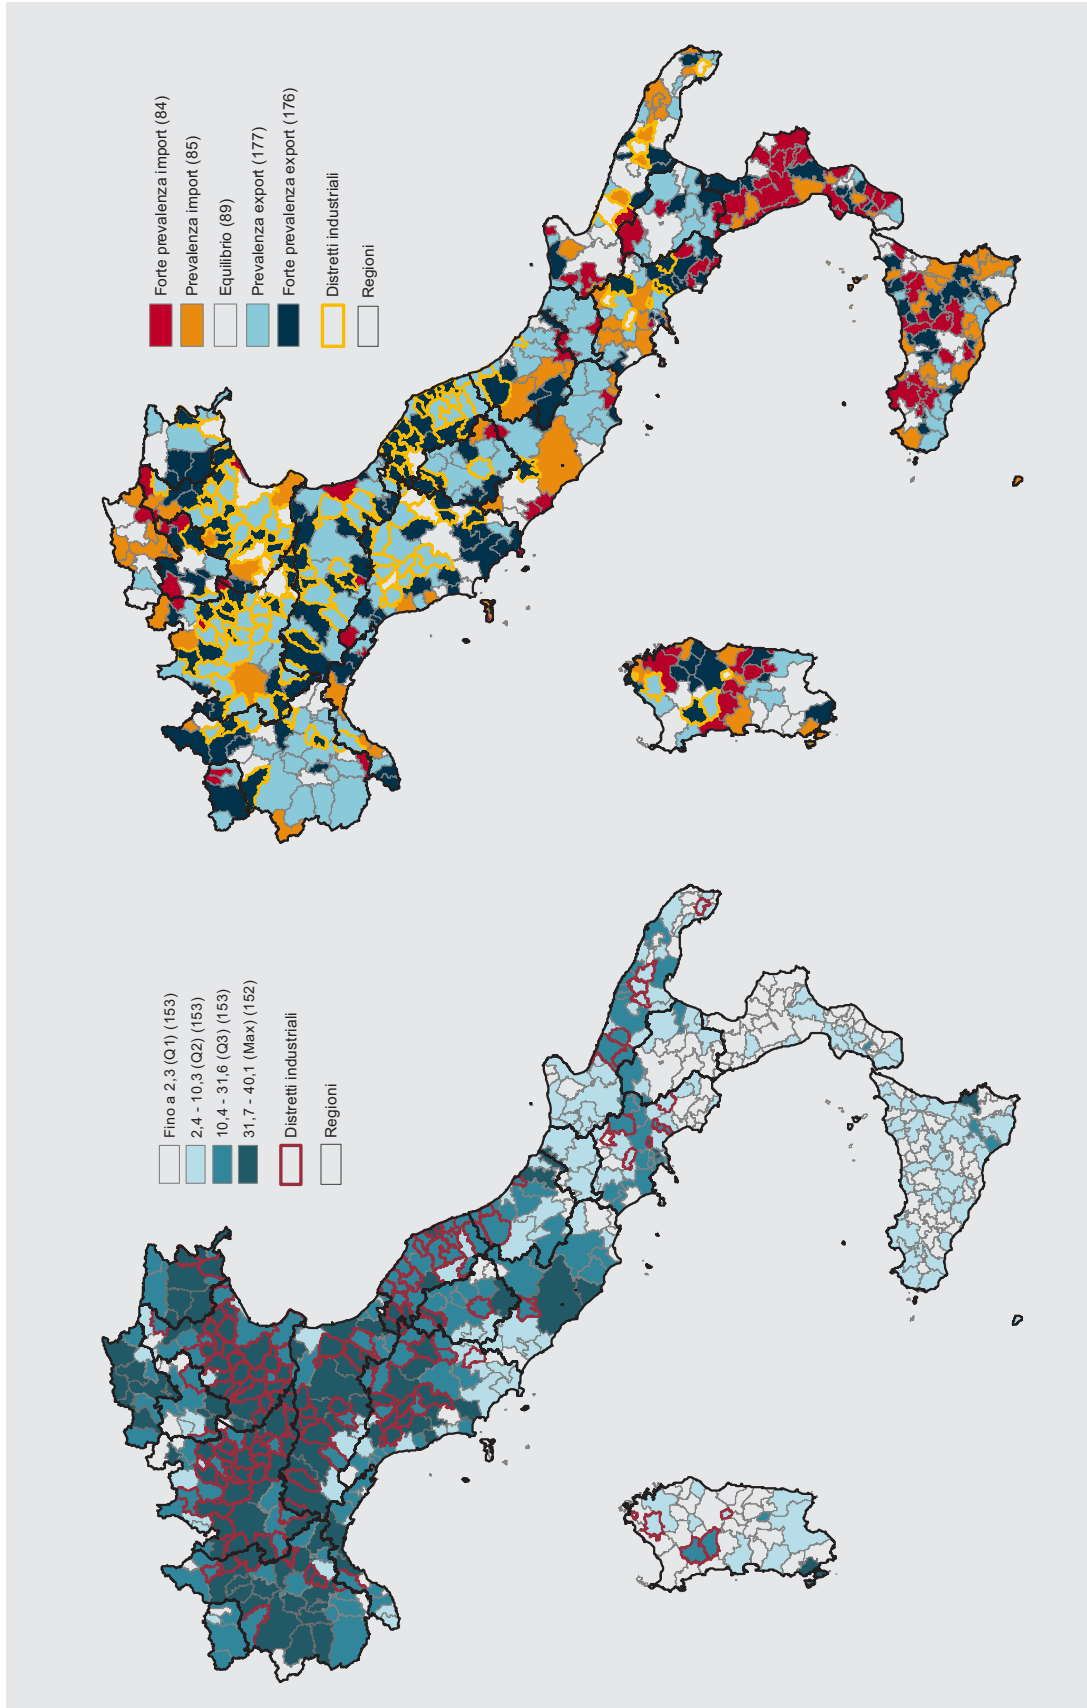 Fino a 2,3 (Q1) (153)
2,4 - 10,3 (Q2) (153)
10,4 - 31,6 (Q3) (153)
31,7 - 40,1 (Max) (152)
Distretti industriali
Regioni
Forte prevalenza import (84)
Prevalenza import (85)
Equilibrio (89)
Prevalenza export (177)
Forte prevalenza export (176)
Distretti industriali
Regioni